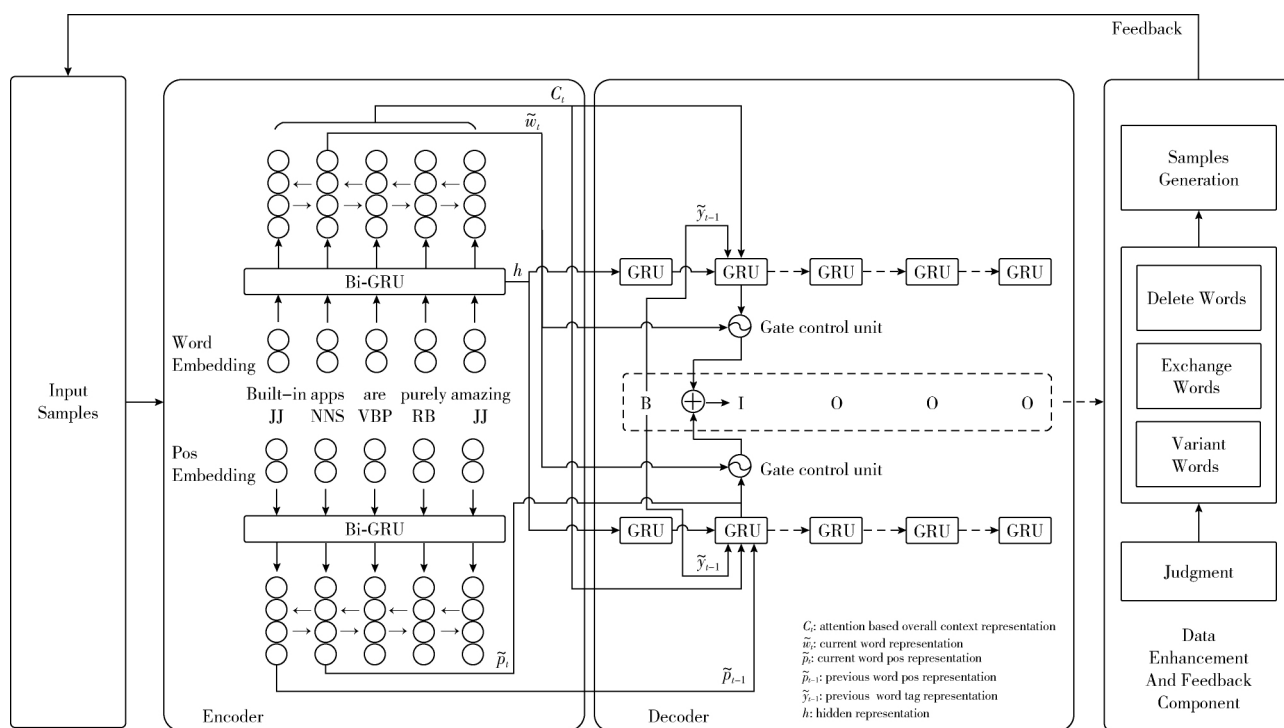 Feedback
Input
Samples
C_t
w̃_t
Bi-GRU
h
Word
Embedding
Built-in apps are purely amazing
JJ NNS VBP RB JJ
Pos
Embedding
Bi-GRU
p̃_t
p̃_{t-1}
Encoder
ỹ_{t-1}
GRU GRU GRU GRU GRU
Gate control unit
B I O O O
Gate control unit
GRU GRU GRU GRU GRU
ỹ_{t-1}
C_t: attention based overall context representation
w̃_t: current word representation
p̃_t: current word pos representation
p̃_{t-1}: previous word pos representation
ỹ_{t-1}: previous word tag representation
h: hidden representation
Decoder
Samples
Generation
Delete Words
Exchange
Words
Variant
Words
Judgment
Data
Enhancement
And Feedback
Component